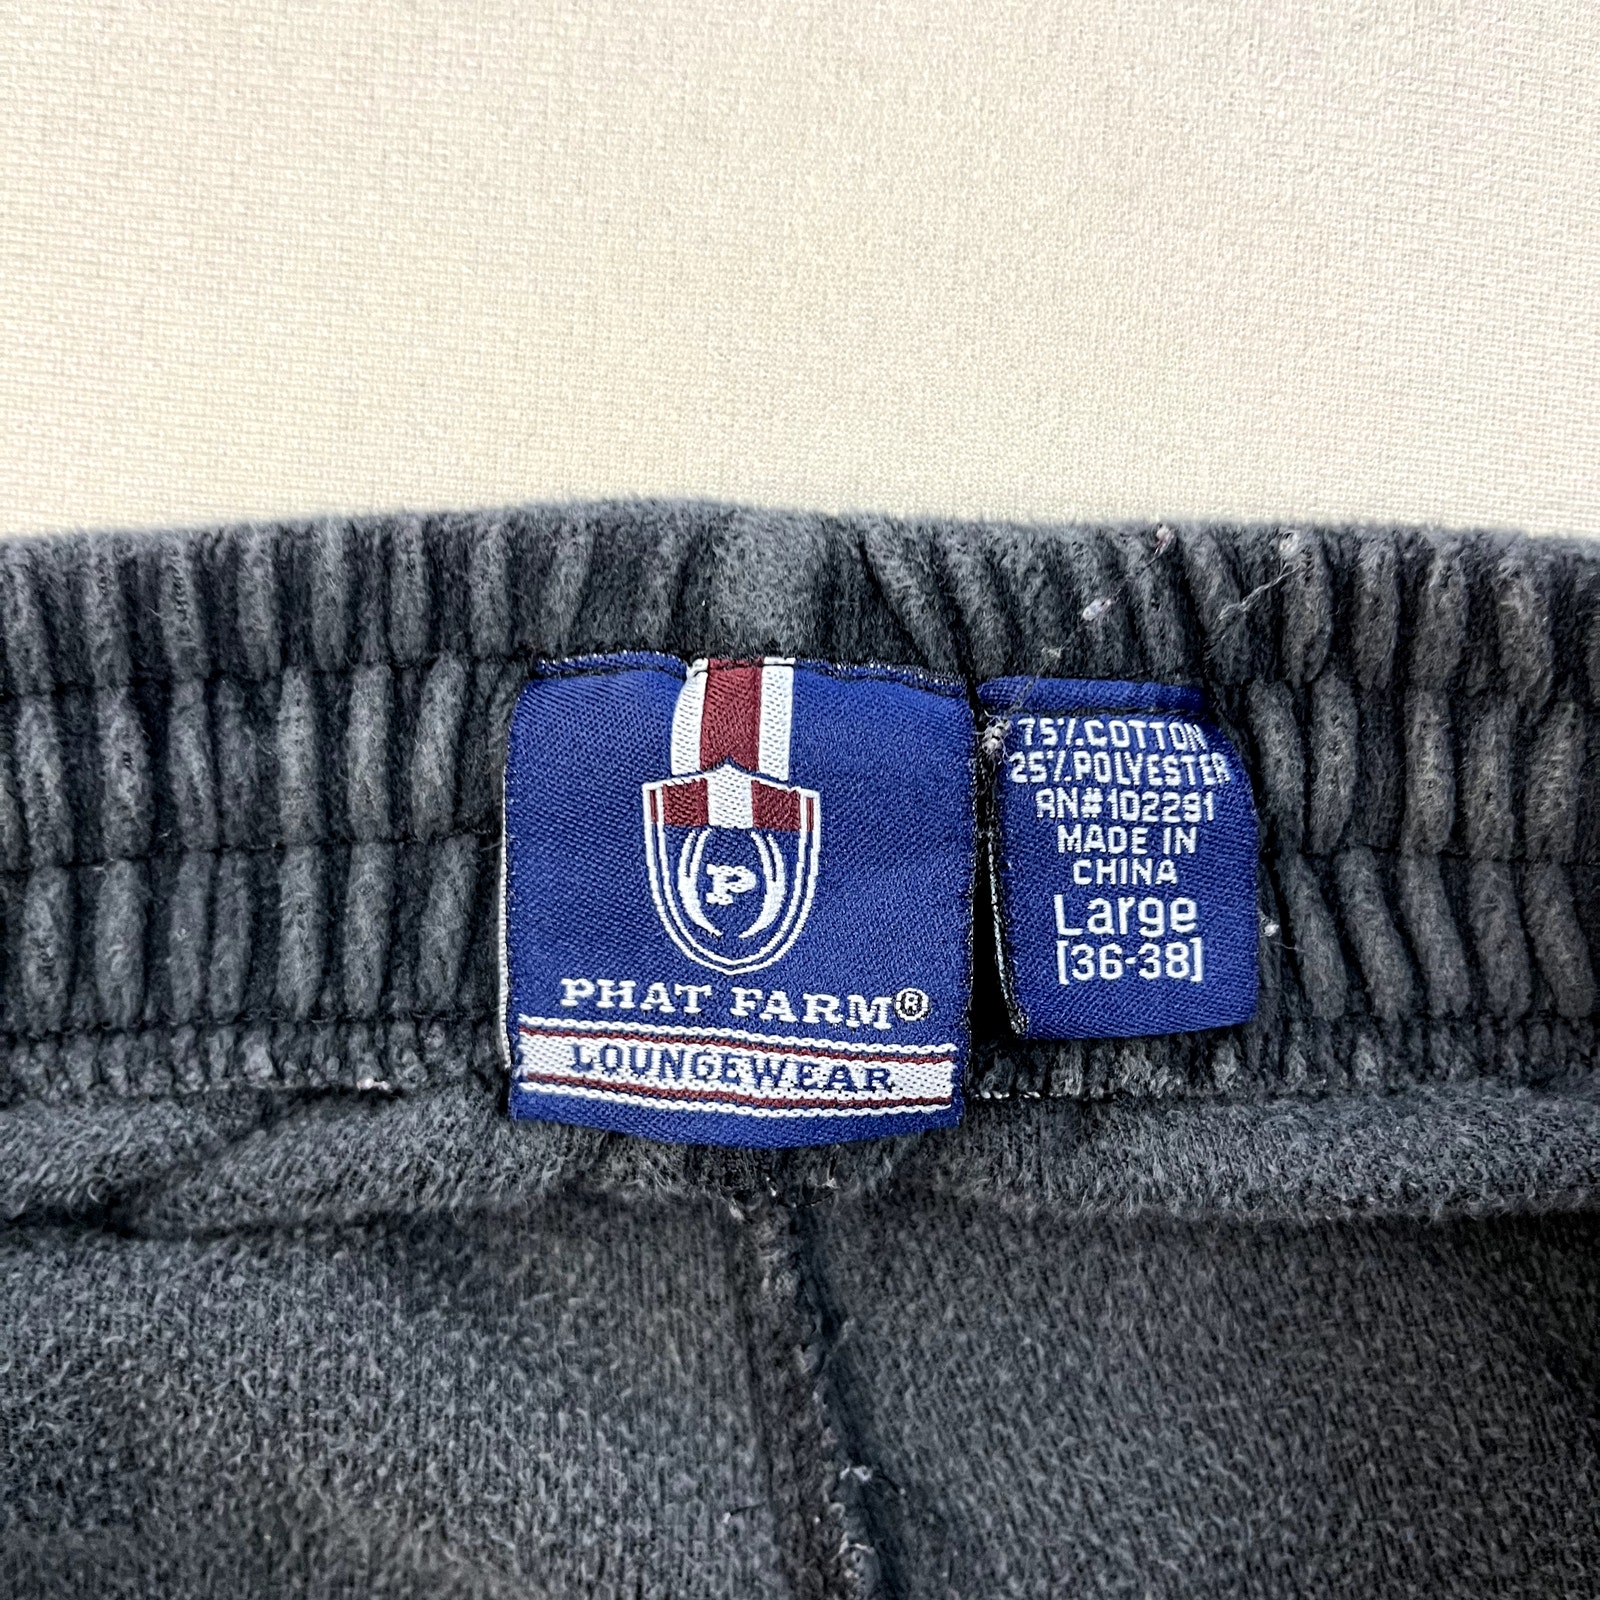 P
PHAT FARM®
LOUNGEWEAR
75% COTTON
25% POLYESTER
RN#102291
MADE IN
CHINA
Large
[36-38]